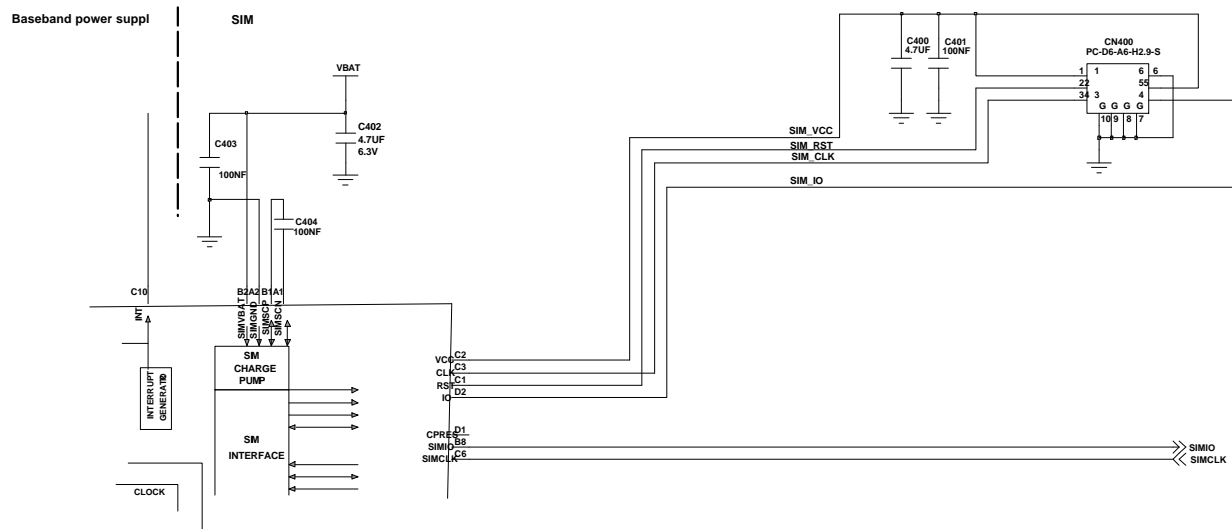 Baseband power suppl
SIM
VBAT
C402
4.7UF
6.3V
C403
100NF
C404
100NF
C400
4.7UF
C401
100NF
CN400
PC-D6-A6-H2.9-S
1 1 6 6
22 55
34 3 4
G G G G
10 9 8 7
SIM_VCC
SIM_RST
SIM_CLK
SIM_IO
C10
B2 A2 B1 A1
INT
SIMVBAT
SIMGND
SIMSCP
SIMSCN
SIM
CHARGE
PUMP
INTERRUPT
SIM
INTERFACE
VCC C2
CLK C3
RST C1
IO D2
CPRES D1
SIMIO B8
SIMCLK C6
SIMIO
SIMCLK
CLOCK